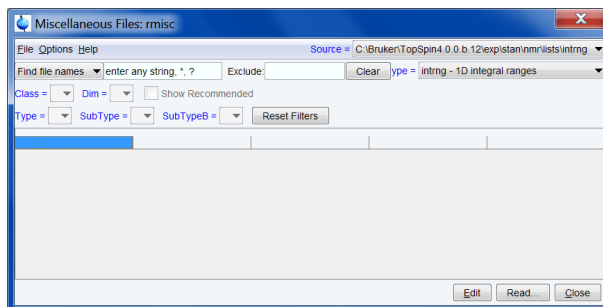 Miscellaneous Files: rmisc
File Options Help Source = C:\Bruker\TopSpin4.0.0.b.12\exp\stan\nmr\lists\intrng
Find file names enter any string, *, ? Exclude: Clear ype = intrng - 1D integral ranges
Class = Dim = Show Recommended
Type = SubType = SubTypeB = Reset Filters
Edit Read... Close